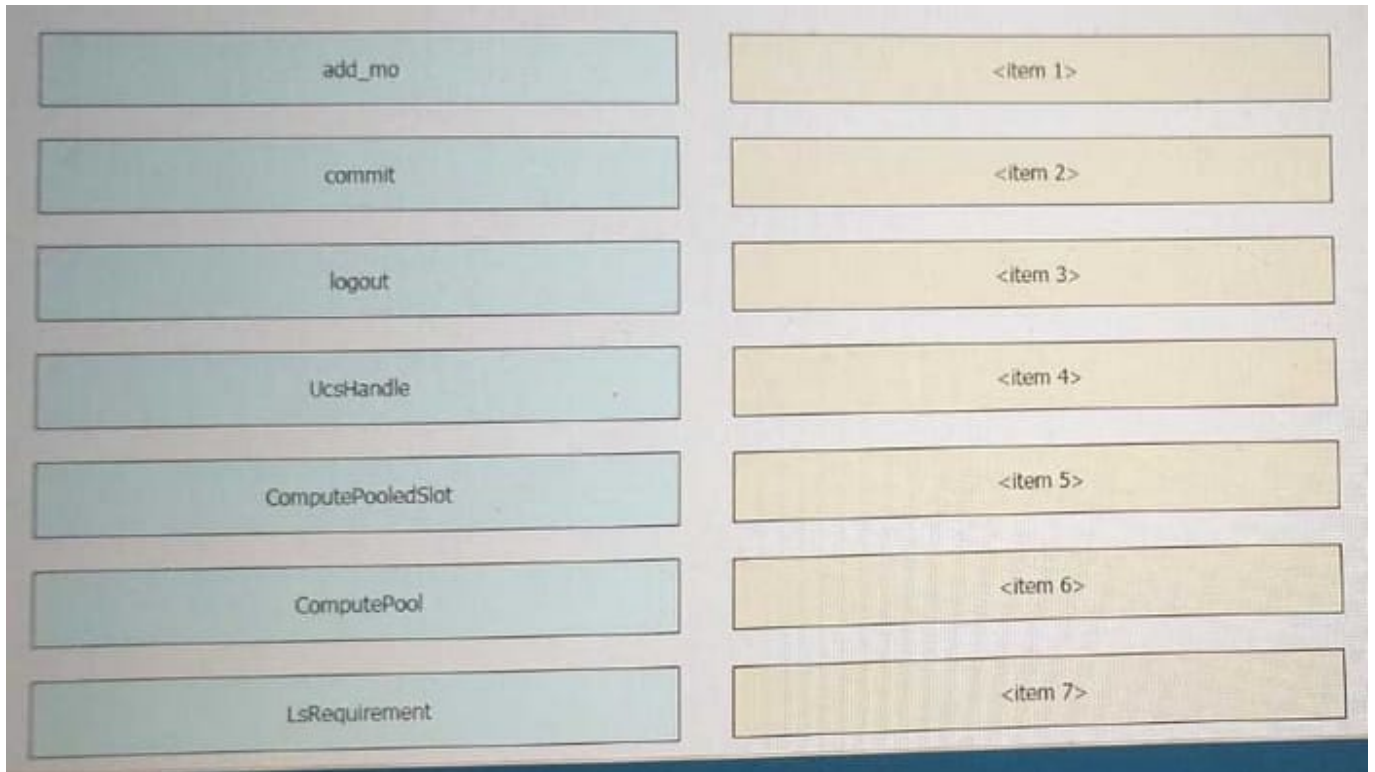 add_mo
<item 1>
commit
<item 2>
logout
<item 3>
UcsHandle
<item 4>
ComputePooledSlot
<item 5>
ComputePool
<item 6>
LsRequirement
<item 7>